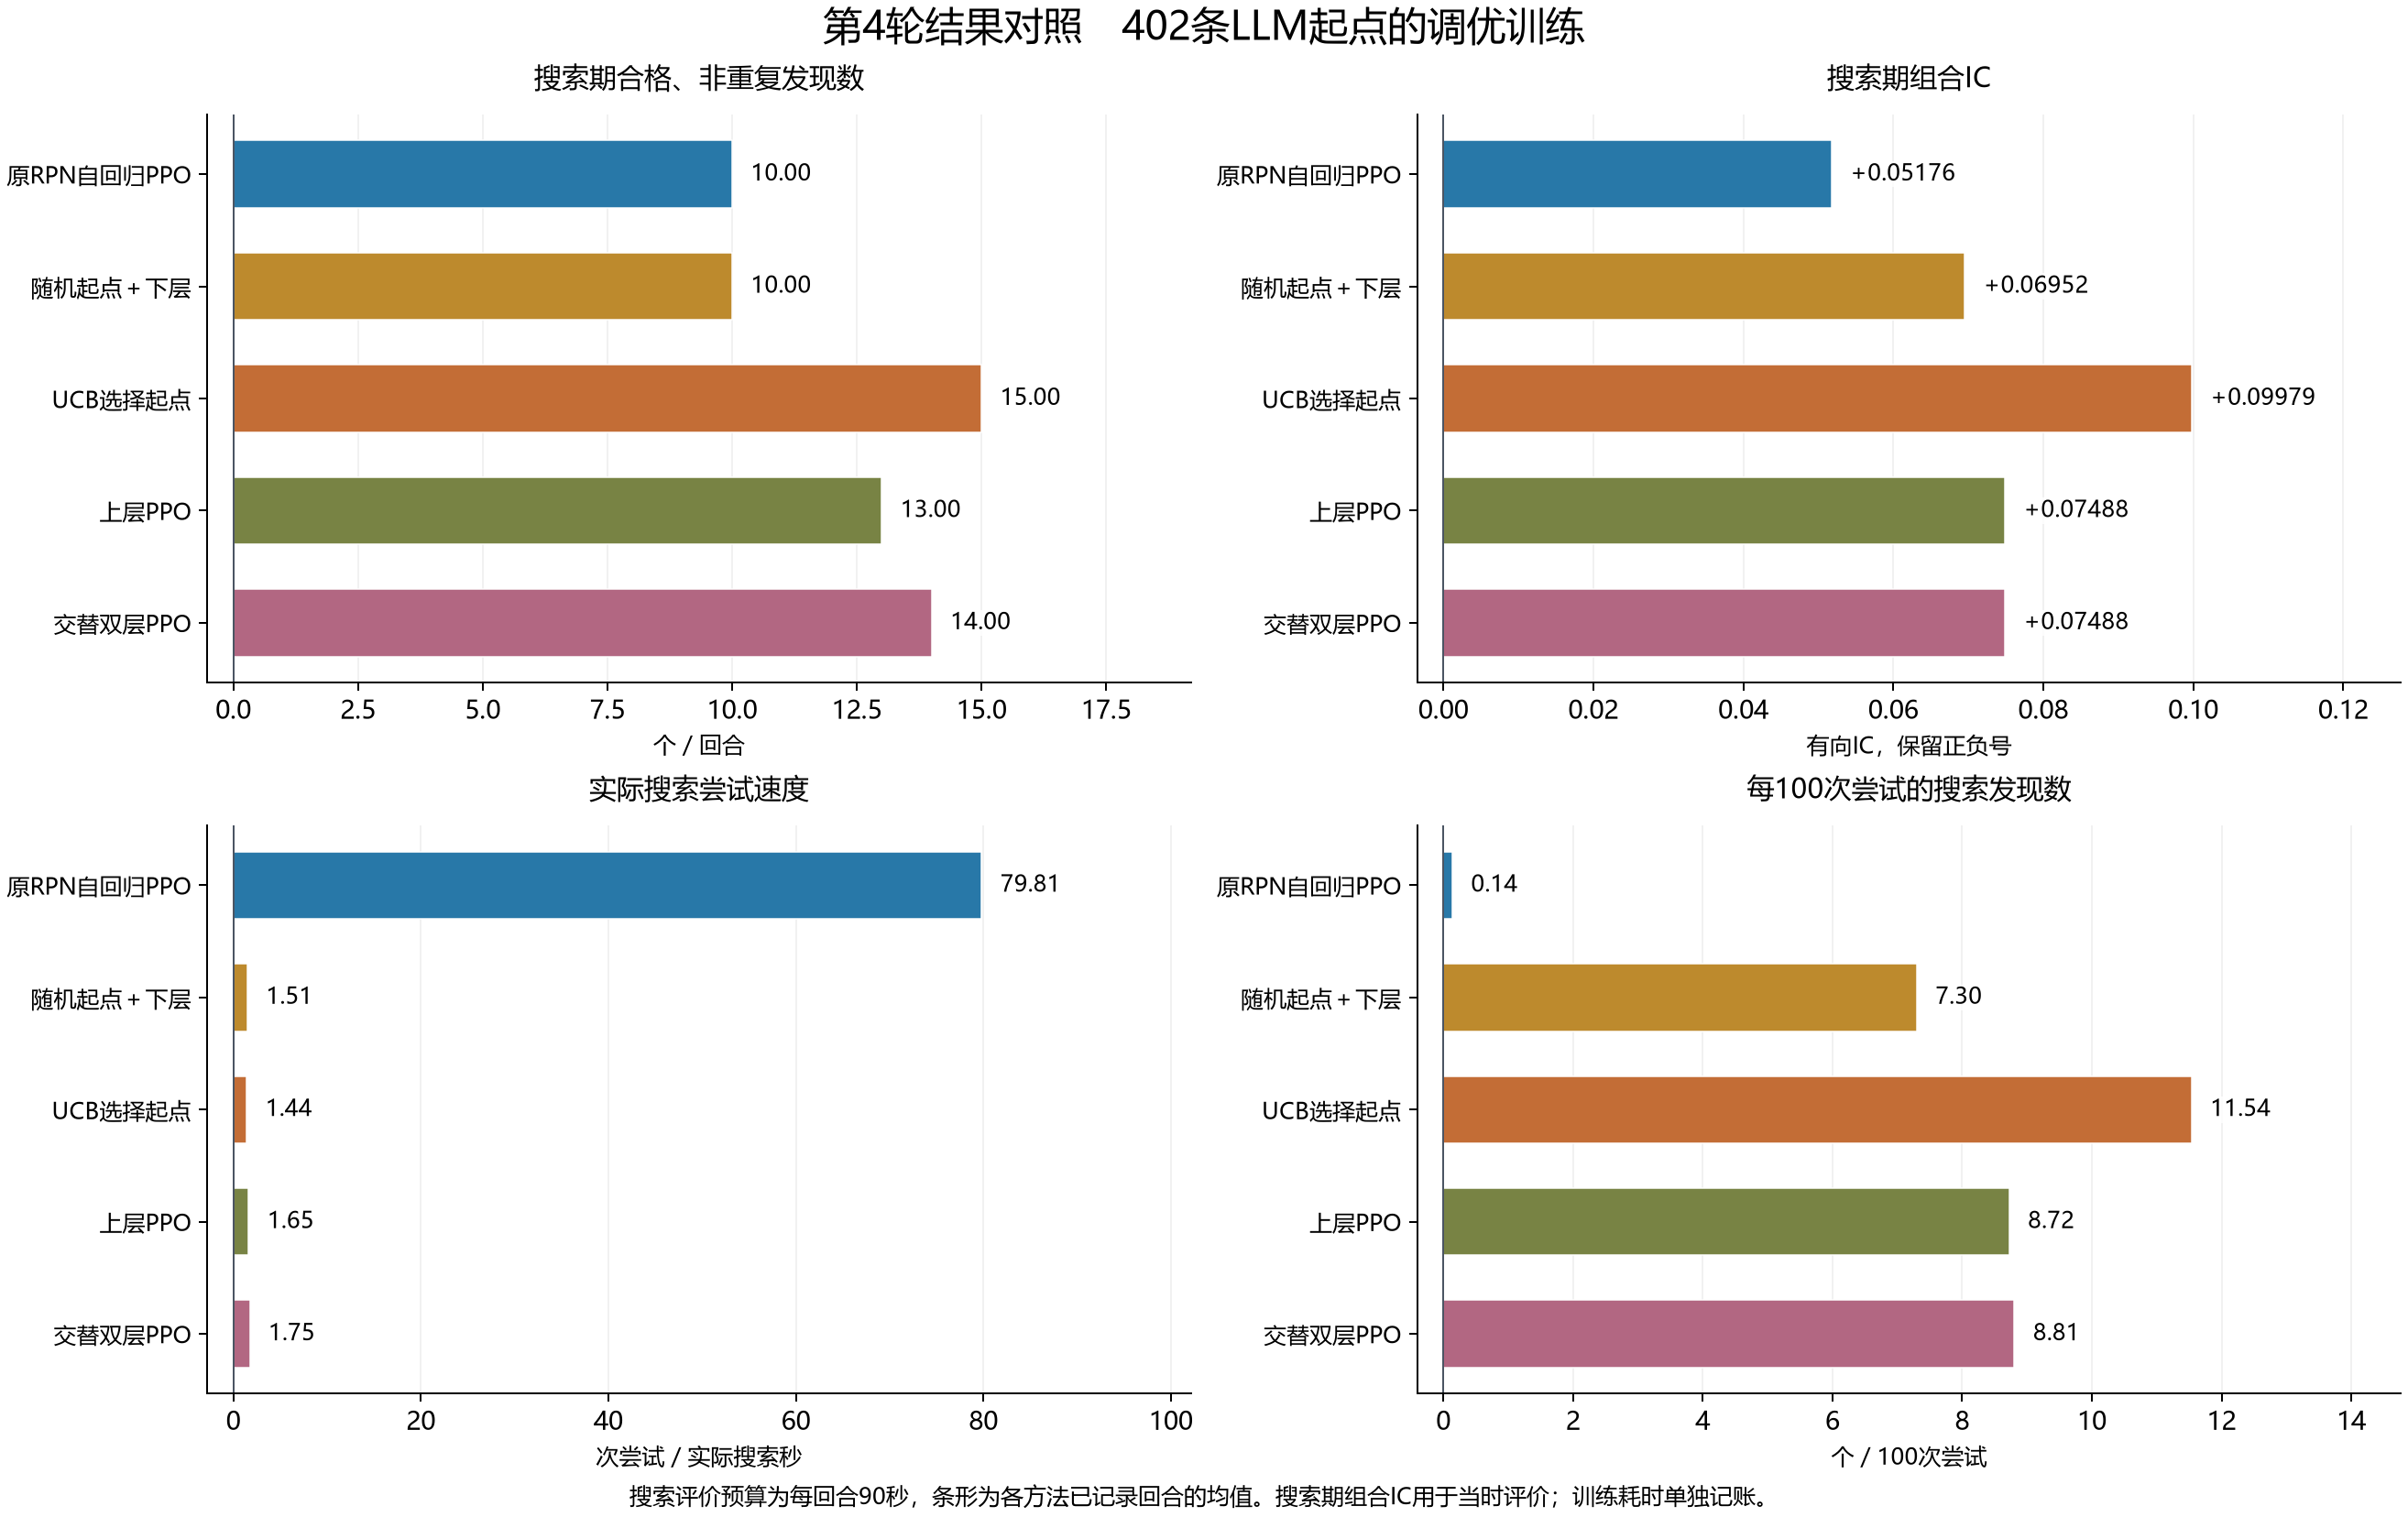 第4轮结果对照　402条LLM起点的调优训练
搜索期合格、非重复发现数
原RPN自回归PPO
10.00
随机起点＋下层
10.00
UCB选择起点
15.00
上层PPO
13.00
交替双层PPO
14.00
0.0 2.5 5.0 7.5 10.0 12.5 15.0 17.5
个 / 回合
搜索期组合IC
原RPN自回归PPO
+0.05176
随机起点＋下层
+0.06952
UCB选择起点
+0.09979
上层PPO
+0.07488
交替双层PPO
+0.07488
0.00 0.02 0.04 0.06 0.08 0.10 0.12
有向IC，保留正负号
实际搜索尝试速度
原RPN自回归PPO
79.81
随机起点＋下层
1.51
UCB选择起点
1.44
上层PPO
1.65
交替双层PPO
1.75
0 20 40 60 80 100
次尝试 / 实际搜索秒
每100次尝试的搜索发现数
原RPN自回归PPO
0.14
随机起点＋下层
7.30
UCB选择起点
11.54
上层PPO
8.72
交替双层PPO
8.81
0 2 4 6 8 10 12 14
个 / 100次尝试
搜索评价预算为每回合90秒，条形为各方法已记录回合的均值。搜索期组合IC用于当时评价；训练耗时单独记账。